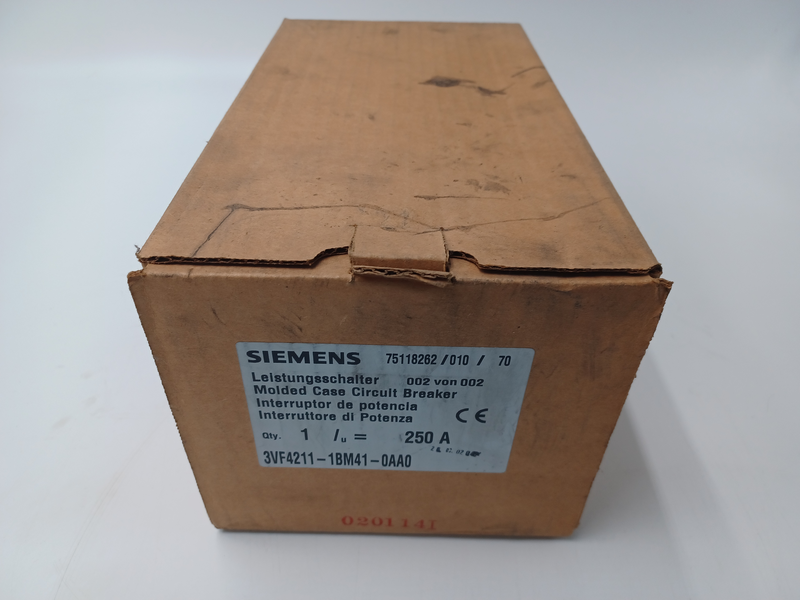 SIEMENS 75118262 /010 / 70
Leistungsschalter 002 von 002
Molded Case Circuit Breaker
Interruptor de potencia
Interruttore di Potenza CE
Qty. 1 Iu = 250 A
3VF4211-1BM41-0AA0
0201141